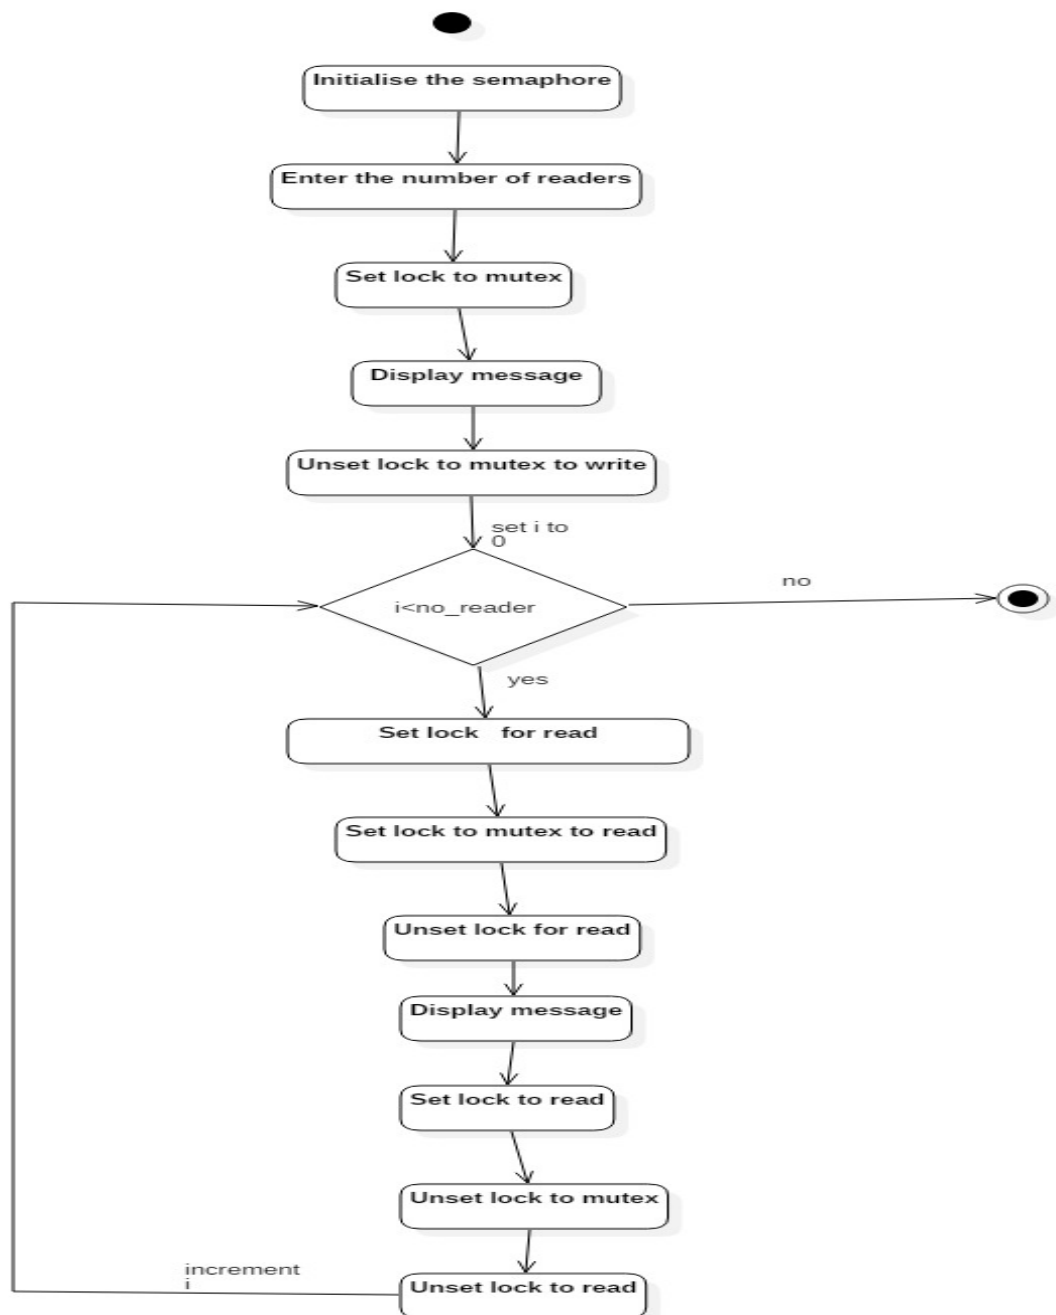 Initialise the semaphore
Enter the number of readers
Set lock to mutex
Display message
Unset lock to mutex to write
set i to
0
i<no_reader
no
yes
Set lock for read
Set lock to mutex to read
Unset lock for read
Display message
Set lock to read
Unset lock to mutex
increment
i
Unset lock to read